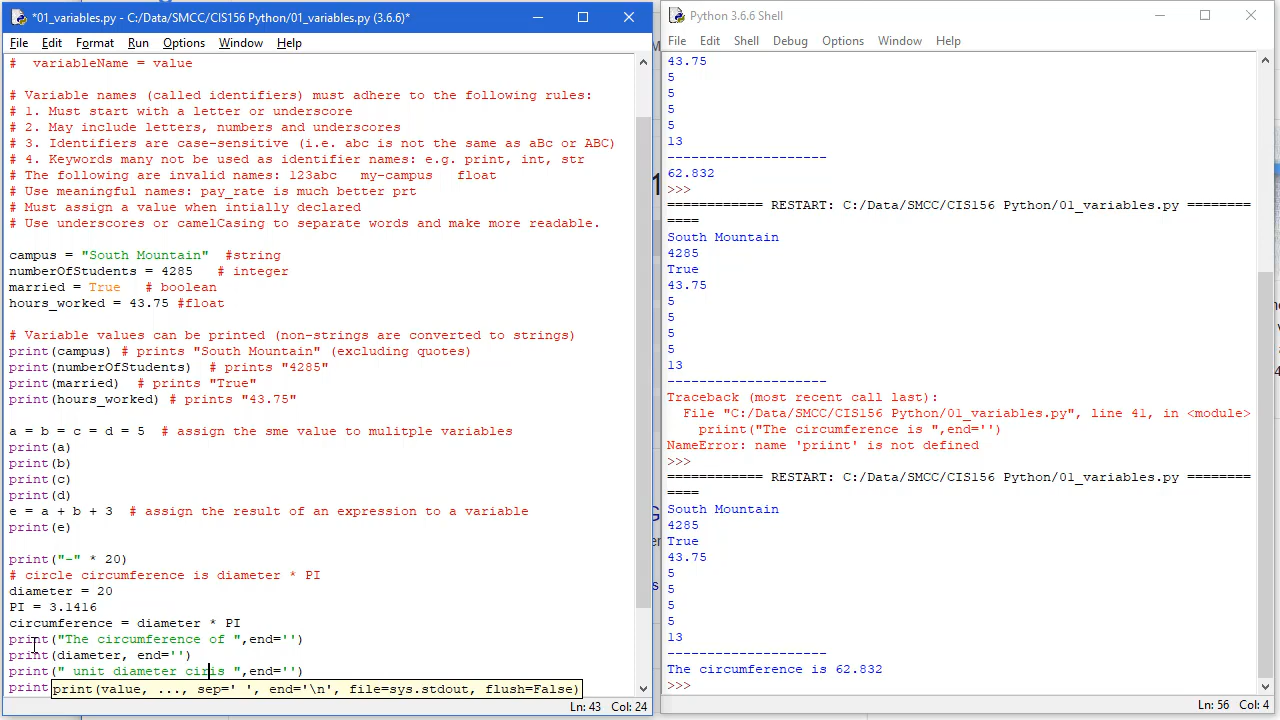 *01_variables.py - C:/Data/SMCC/CIS156 Python/01_variables.py (3.6.6)*
File Edit Format Run Options Window Help
#  variableName = value
# Variable names (called identifiers) must adhere to the following rules:
# 1. Must start with a letter or underscore
# 2. May include letters, numbers and underscores
# 3. Identifiers are case-sensitive (i.e. abc is not the same as aBc or ABC)
# 4. Keywords many not be used as identifier names: e.g. print, int, str
# The following are invalid names: 123abc   my-campus   float
# Use meaningful names: pay_rate is much better prt
# Must assign a value when intially declared
# Use underscores or camelCasing to separate words and make more readable.
campus = "South Mountain"  #string
numberOfStudents = 4285   # integer
married = True   # boolean
hours_worked = 43.75 #float
# Variable values can be printed (non-strings are converted to strings)
print(campus) # prints "South Mountain" (excluding quotes)
print(numberOfStudents)  # prints "4285"
print(married)  # prints "True"
print(hours_worked) # prints "43.75"
a = b = c = d = 5  # assign the sme value to mulitple variables
print(a)
print(b)
print(c)
print(d)
e = a + b + 3  # assign the result of an expression to a variable
print(e)
print("-" * 20)
# circle circumference is diameter * PI
diameter = 20
PI = 3.1416
circumference = diameter * PI
print("The circumference of ",end='')
print(diameter, end='')
print(" unit diameter ciris ",end='')
print
print(value, ..., sep=' ', end='\n', file=sys.stdout, flush=False)
Ln: 43 Col: 24
Python 3.6.6 Shell
File Edit Shell Debug Options Window Help
43.75
5
5
5
5
13
--------------------
62.832
>>>
============ RESTART: C:/Data/SMCC/CIS156 Python/01_variables.py ========
====
South Mountain
4285
True
43.75
5
5
5
5
13
--------------------
Traceback (most recent call last):
  File "C:/Data/SMCC/CIS156 Python/01_variables.py", line 41, in <module>
    priint("The circumference is ",end='')
NameError: name 'priint' is not defined
>>>
============ RESTART: C:/Data/SMCC/CIS156 Python/01_variables.py ========
====
South Mountain
4285
True
43.75
5
5
5
5
13
--------------------
The circumference is 62.832
>>>
Ln: 56 Col: 4